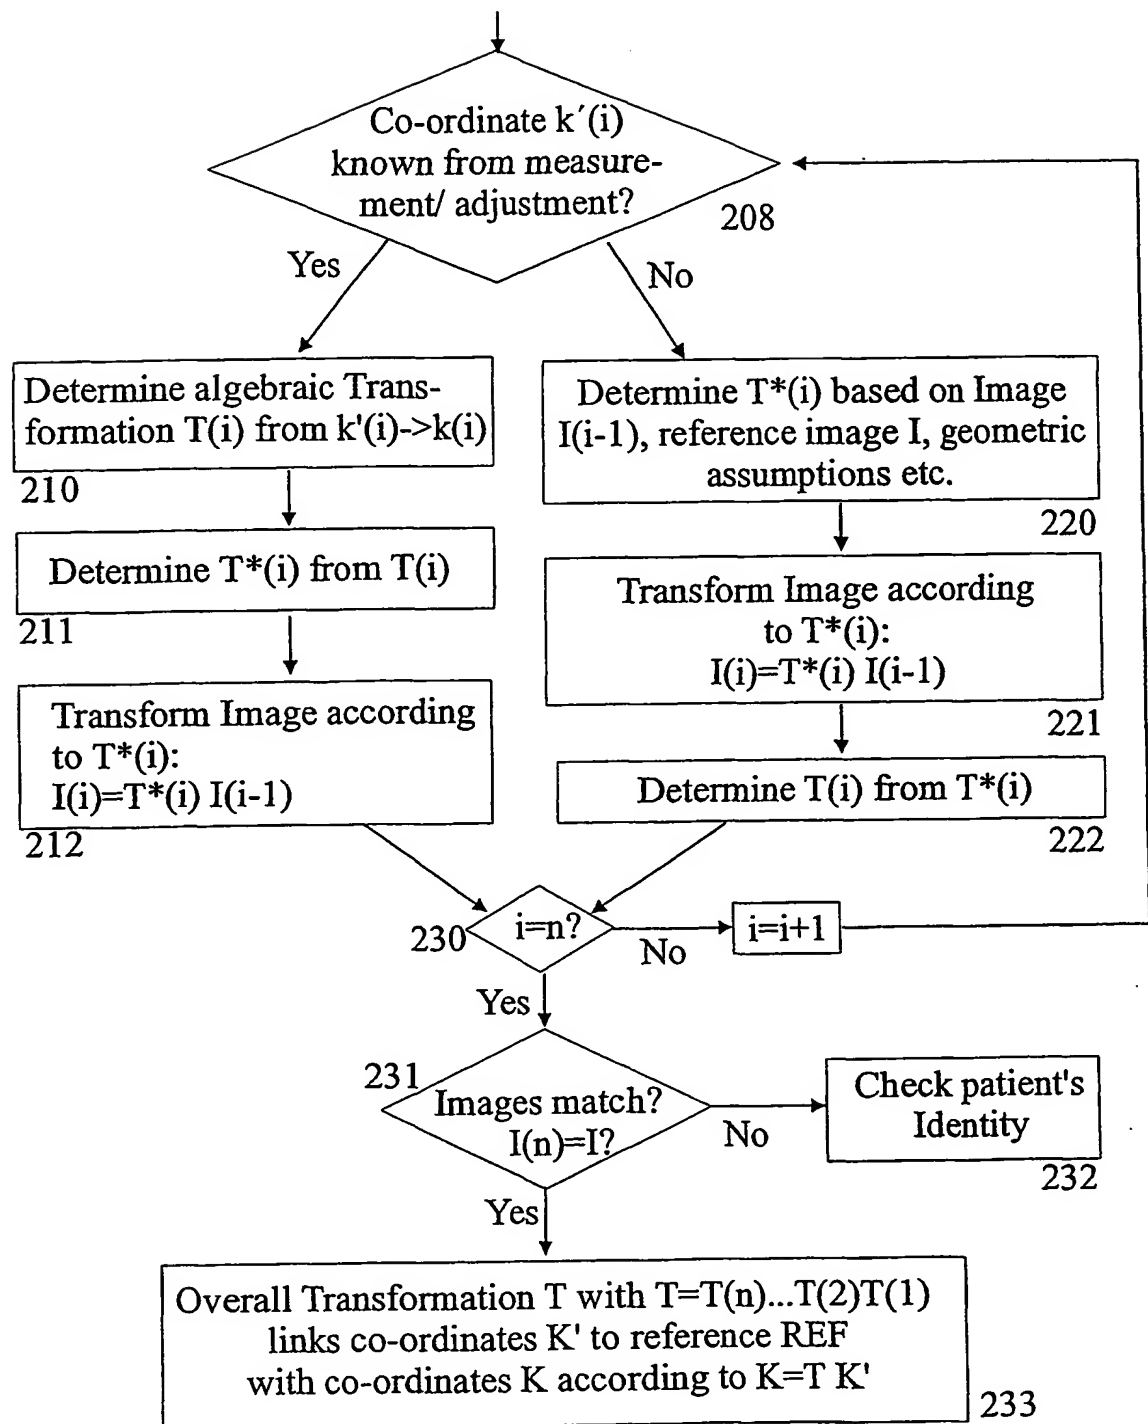 Co-ordinate k´(i)
known from measure-
ment/ adjustment?
208
Yes
No
Determine algebraic Trans-
formation T(i) from k'(i)->k(i)
210
Determine T*(i) from T(i)
211
Transform Image according
to T*(i):
I(i)=T*(i) I(i-1)
212
Determine T*(i) based on Image
I(i-1), reference image I, geometric
assumptions etc.
220
Transform Image according
to T*(i):
I(i)=T*(i) I(i-1)
221
Determine T(i) from T*(i)
222
230
i=n?
No
i=i+1
Yes
231
Images match?
I(n)=I?
No
Check patient's
Identity
232
Yes
Overall Transformation T with T=T(n)...T(2)T(1)
links co-ordinates K' to reference REF
with co-ordinates K according to K=T K'
233